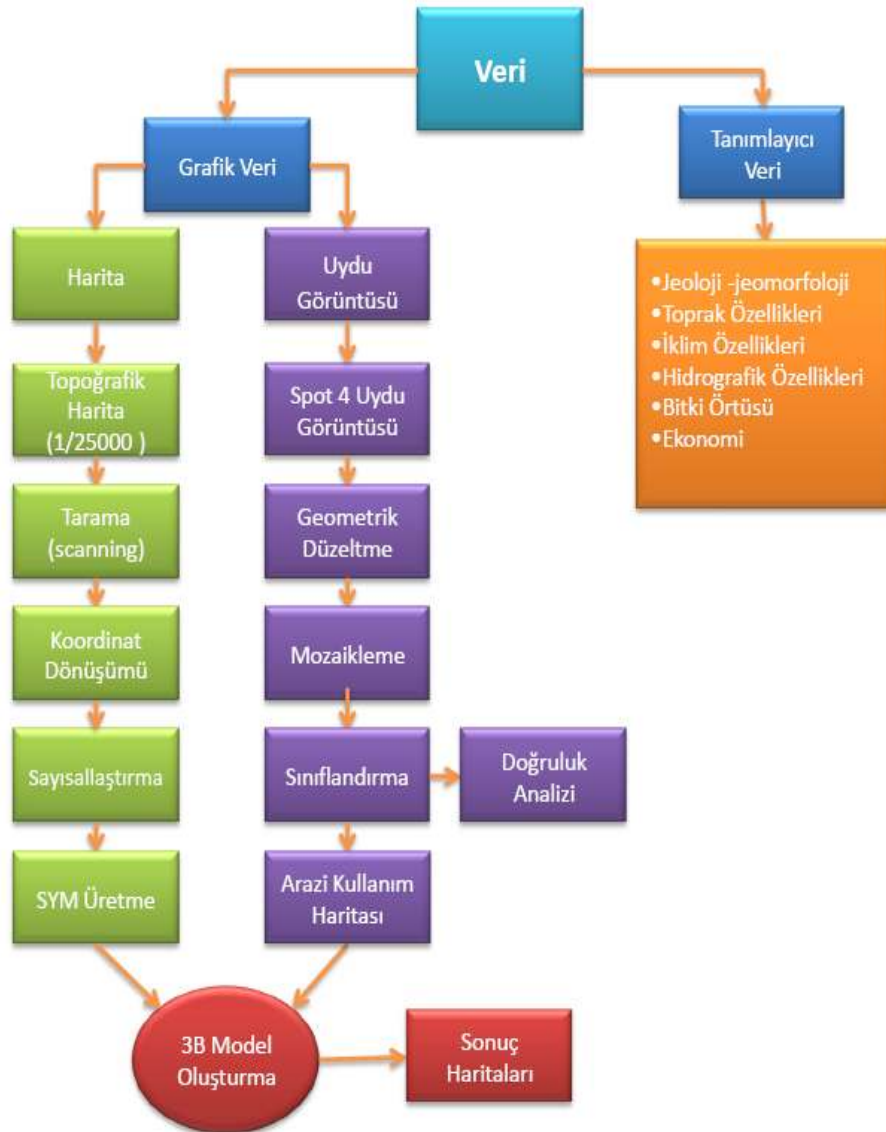 Veri
Grafik Veri
Tanımlayıcı
Veri
Harita
Uydu
Görüntüsü
•Jeoloji -jeomorfoloji
•Toprak Özellikleri
•İklim Özellikleri
•Hidrografik Özellikleri
•Bitki Örtüsü
•Ekonomi
Topoğrafik
Harita
(1/25000 )
Spot 4 Uydu
Görüntüsü
Tarama
(scanning)
Geometrik
Düzeltme
Koordinat
Dönüşümü
Mozaikleme
Sayısallaştırma
Sınıflandırma
Doğruluk
Analizi
SYM Üretme
Arazi Kullanım
Haritası
3B Model
Oluşturma
Sonuç
Haritaları